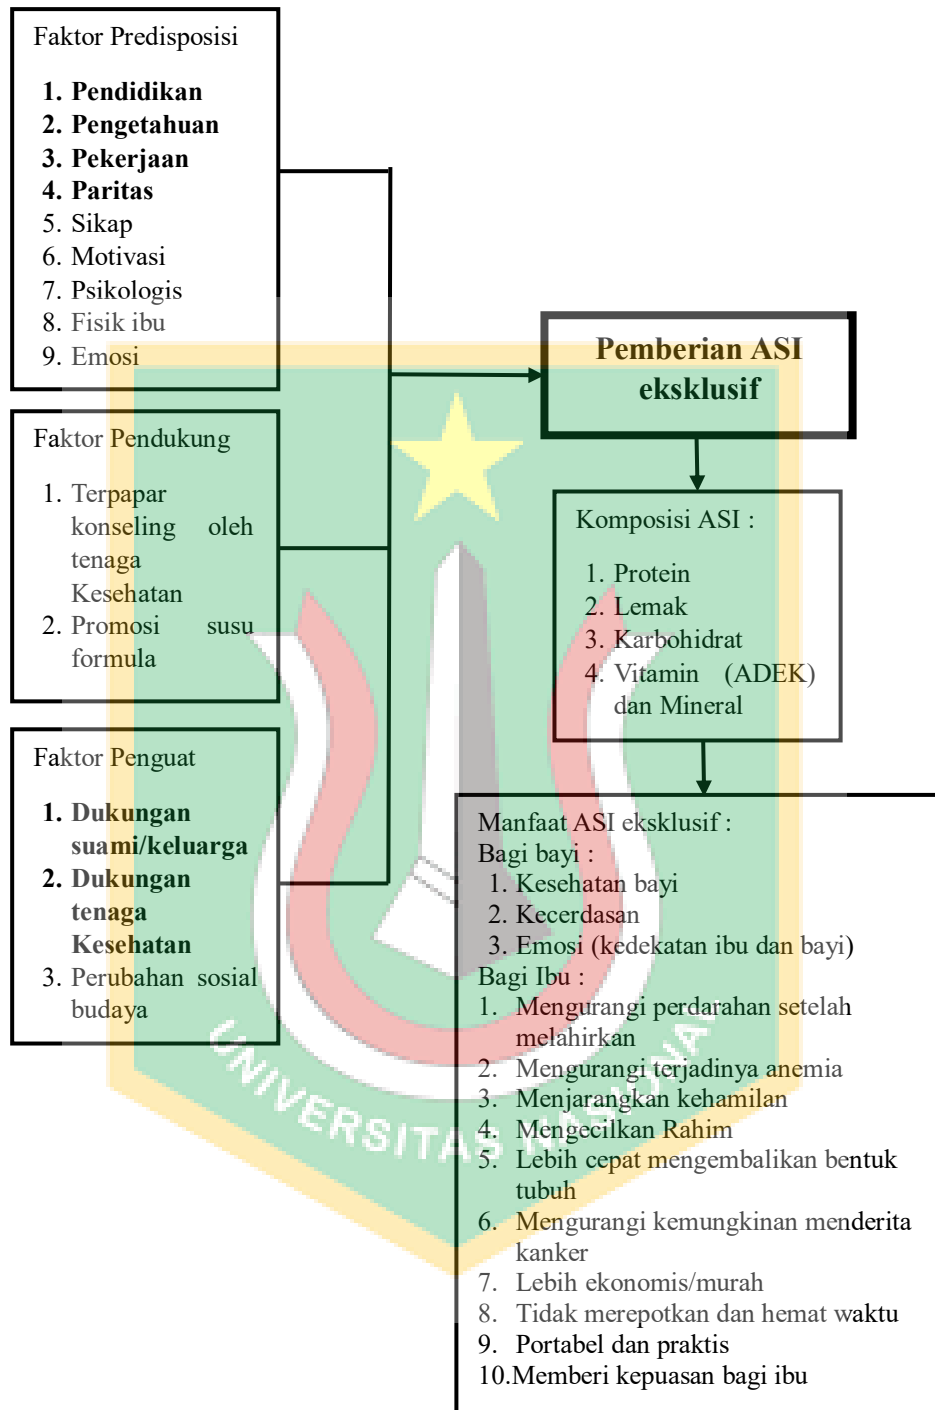 Faktor Predisposisi
1. Pendidikan
2. Pengetahuan
3. Pekerjaan
4. Paritas
5. Sikap
6. Motivasi
7. Psikologis
8. Fisik ibu
9. Emosi
Faktor Pendukung
1. Terpapar
konseling oleh
tenaga
Kesehatan
2. Promosi susu
formula
Faktor Penguat
1. Dukungan
suami/keluarga
2. Dukungan
tenaga
Kesehatan
3. Perubahan sosial
budaya
Pemberian ASI
eksklusif
Komposisi ASI :
1. Protein
2. Lemak
3. Karbohidrat
4. Vitamin (ADEK)
dan Mineral
Manfaat ASI eksklusif :
Bagi bayi :
1. Kesehatan bayi
2. Kecerdasan
3. Emosi (kedekatan ibu dan bayi)
Bagi Ibu :
1. Mengurangi perdarahan setelah
melahirkan
2. Mengurangi terjadinya anemia
3. Menjarangkan kehamilan
4. Mengecilkan Rahim
5. Lebih cepat mengembalikan bentuk
tubuh
6. Mengurangi kemungkinan menderita
kanker
7. Lebih ekonomis/murah
8. Tidak merepotkan dan hemat waktu
9. Portabel dan praktis
10.Memberi kepuasan bagi ibu
UNIVERSITAS NASIONAL